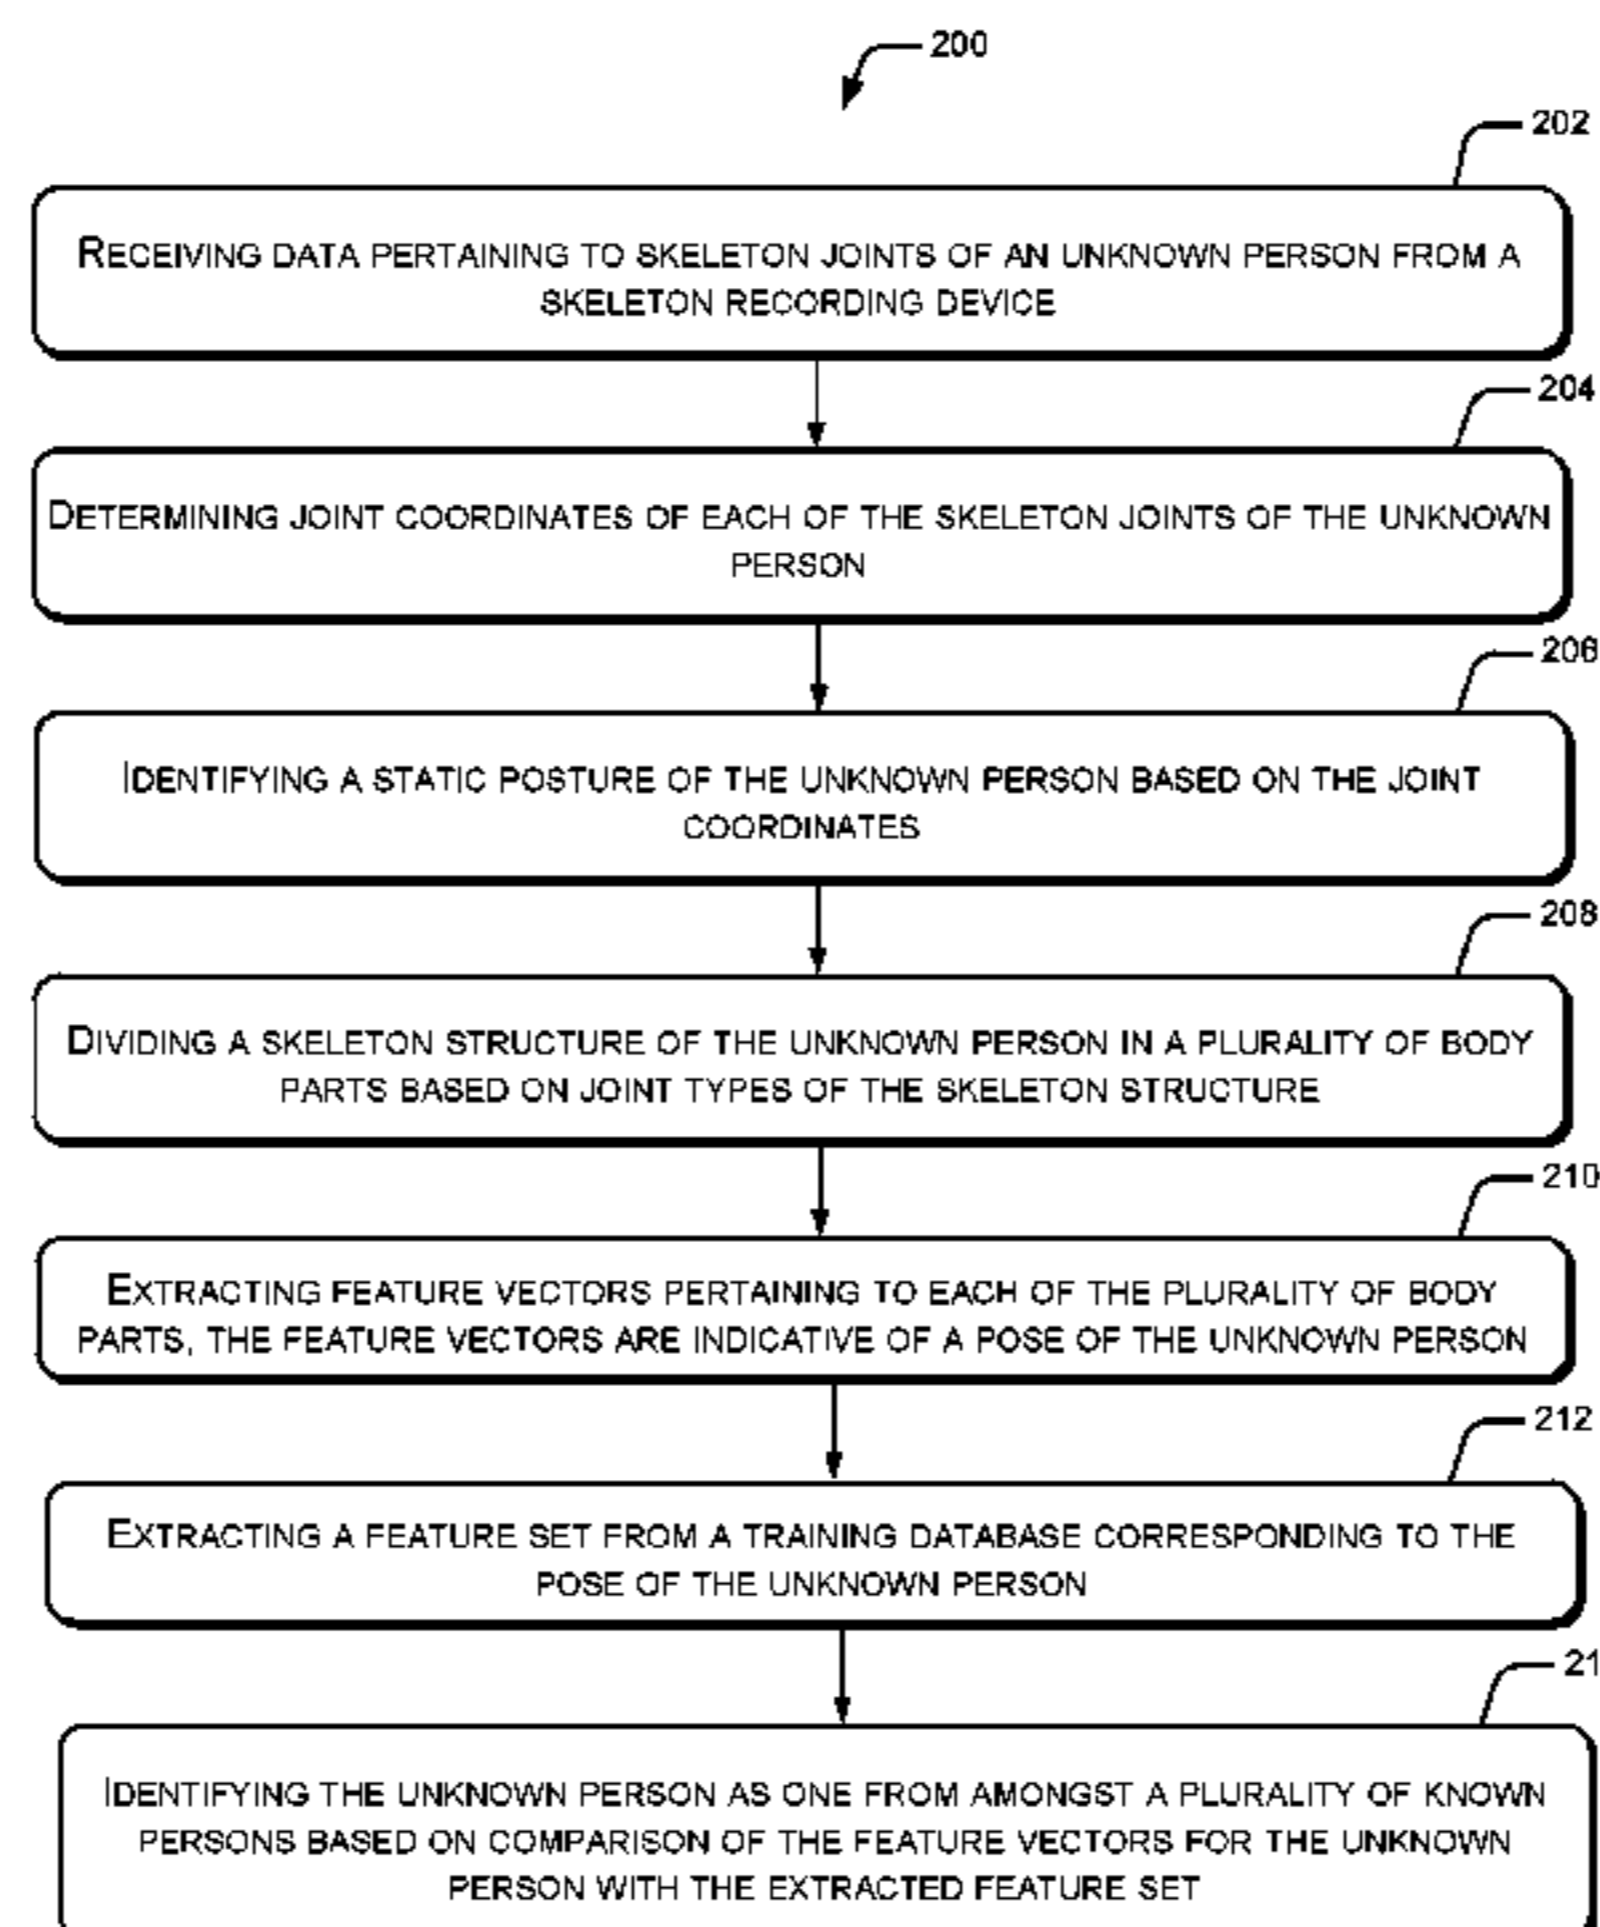 200
202
RECEIVING DATA PERTAINING TO SKELETON JOINTS OF AN UNKNOWN PERSON FROM A
SKELETON RECORDING DEVICE
204
DETERMINING JOINT COORDINATES OF EACH OF THE SKELETON JOINTS OF THE UNKNOWN
PERSON
206
IDENTIFYING A STATIC POSTURE OF THE UNKNOWN PERSON BASED ON THE JOINT
COORDINATES
208
DIVIDING A SKELETON STRUCTURE OF THE UNKNOWN PERSON IN A PLURALITY OF BODY
PARTS BASED ON JOINT TYPES OF THE SKELETON STRUCTURE
210
EXTRACTING FEATURE VECTORS PERTAINING TO EACH OF THE PLURALITY OF BODY
PARTS, THE FEATURE VECTORS ARE INDICATIVE OF A POSE OF THE UNKNOWN PERSON
212
EXTRACTING A FEATURE SET FROM A TRAINING DATABASE CORRESPONDING TO THE
POSE OF THE UNKNOWN PERSON
21
IDENTIFYING THE UNKNOWN PERSON AS ONE FROM AMONGST A PLURALITY OF KNOWN
PERSONS BASED ON COMPARISON OF THE FEATURE VECTORS FOR THE UNKNOWN
PERSON WITH THE EXTRACTED FEATURE SET